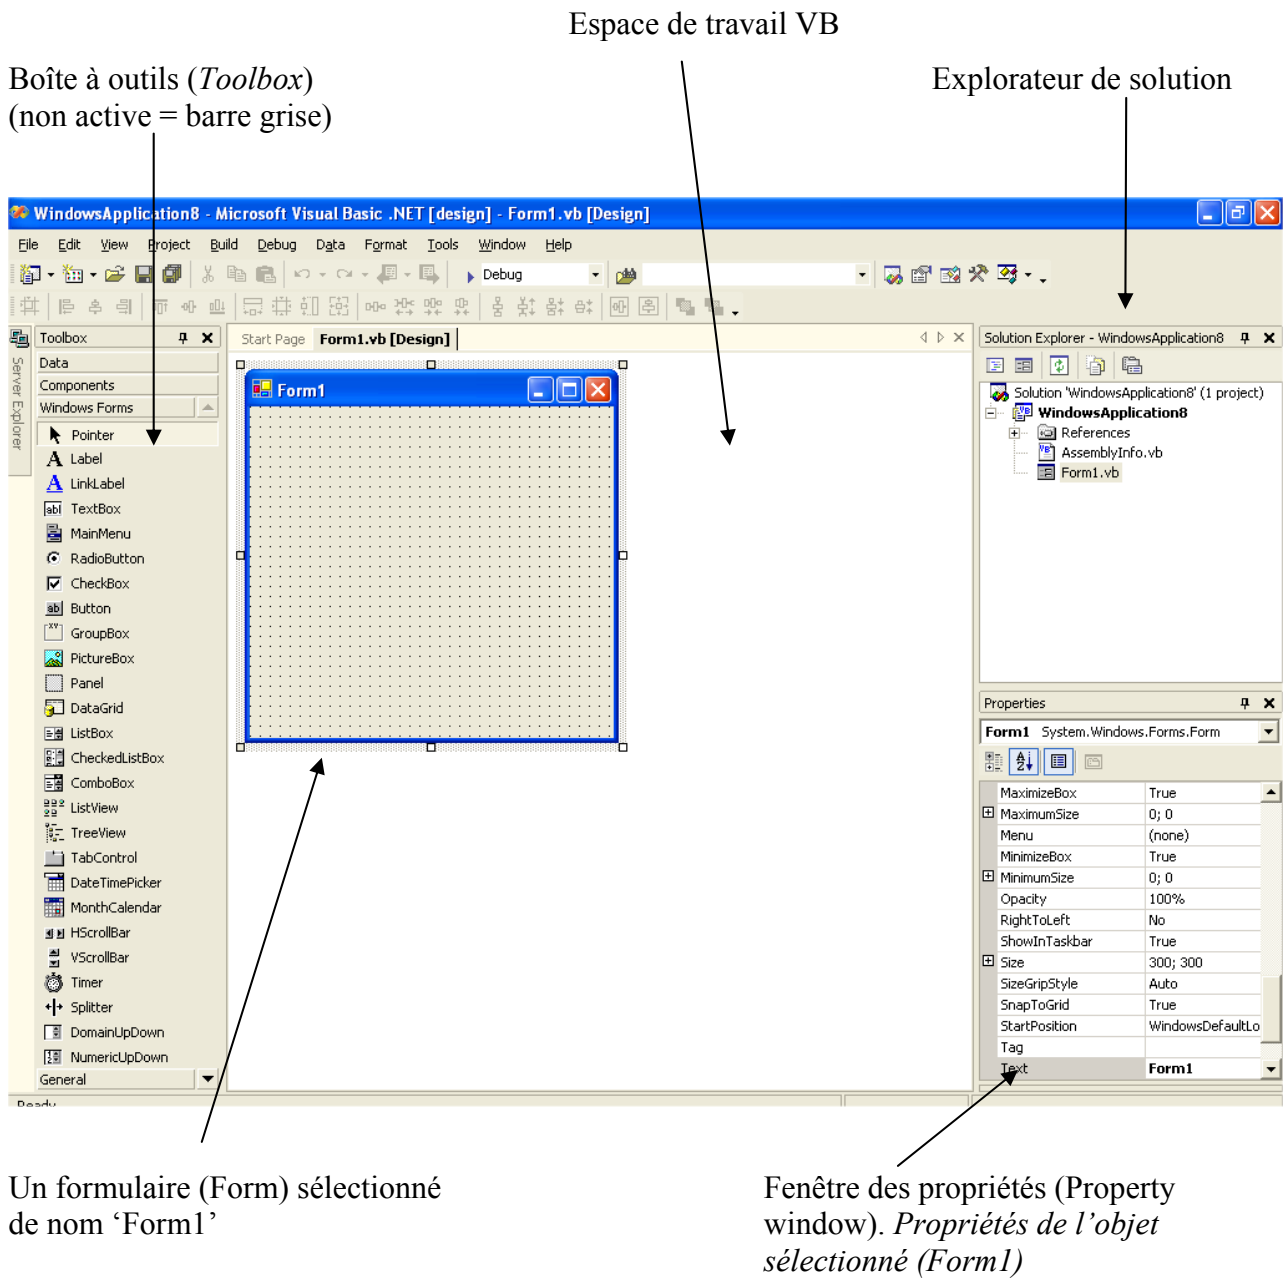 Espace de travail VB
Boîte à outils (Toolbox)
(non active = barre grise)
Explorateur de solution
WindowsApplication8 - Microsoft Visual Basic .NET [design] - Form1.vb [Design]
File Edit View Project Build Debug Data Format Tools Window Help
Debug
Server Explorer
Toolbox
Data
Components
Windows Forms
Pointer
Label
LinkLabel
TextBox
MainMenu
RadioButton
CheckBox
Button
GroupBox
PictureBox
Panel
DataGrid
ListBox
CheckedListBox
ComboBox
ListView
TreeView
TabControl
DateTimePicker
MonthCalendar
HScrollBar
VScrollBar
Timer
Splitter
DomainUpDown
NumericUpDown
General
Start Page Form1.vb [Design]
Form1
Solution Explorer - WindowsApplication8
Solution 'WindowsApplication8' (1 project)
WindowsApplication8
References
AssemblyInfo.vb
Form1.vb
Properties
Form1 System.Windows.Forms.Form
MaximizeBox True
MaximumSize 0; 0
Menu (none)
MinimizeBox True
MinimumSize 0; 0
Opacity 100%
RightToLeft No
ShowInTaskbar True
Size 300; 300
SizeGripStyle Auto
SnapToGrid True
StartPosition WindowsDefaultLo
Tag
Text Form1
Ready
Un formulaire (Form) sélectionné
de nom ‘Form1’
Fenêtre des propriétés (Property
window). Propriétés de l’objet
sélectionné (Form1)